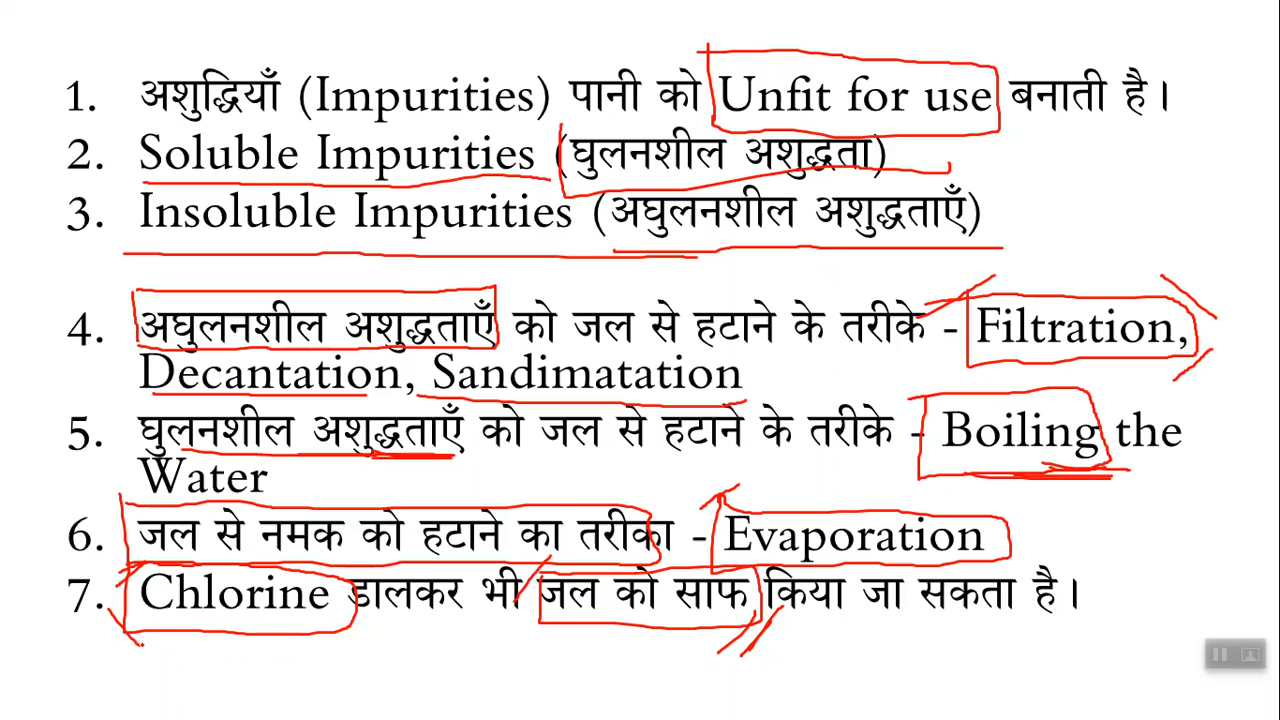 1. अशुद्धियाँ (Impurities) पानी को Unfit for use बनाती है।
2. Soluble Impurities (घुलनशील अशुद्धता)
3. Insoluble Impurities (अघुलनशील अशुद्धताएँ)
4. अघुलनशील अशुद्धताएँ को जल से हटाने के तरीके - Filtration,
Decantation, Sandimatation
5. घुलनशील अशुद्धताएँ को जल से हटाने के तरीके - Boiling the
Water
6. जल से नमक को हटाने का तरीका - Evaporation
7. Chlorine डालकर भी जल को साफ किया जा सकता है।